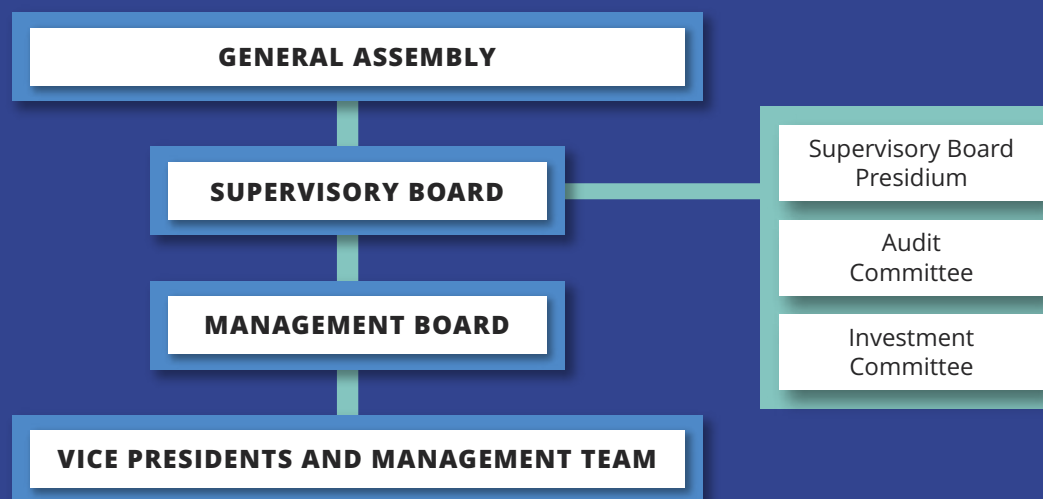 GENERAL ASSEMBLY
SUPERVISORY BOARD
Supervisory Board
Presidium
Audit
Committee
Investment
Committee
MANAGEMENT BOARD
VICE PRESIDENTS AND MANAGEMENT TEAM